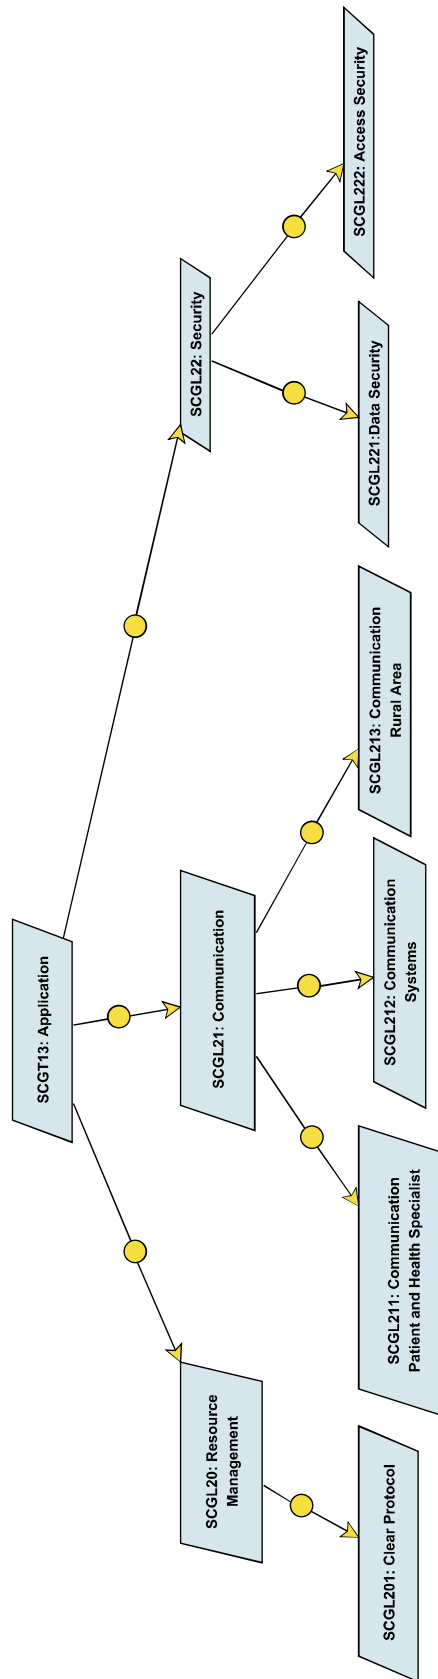 SCGT13: Application
SCGL20: Resource
Management
SCGL21: Communication
SCGL22: Security
SCGL201: Clear Protocol
SCGL211: Communication
Patient and Health Specialist
SCGL212: Communication
Systems
SCGL213: Communication
Rural Area
SCGL221:Data Security
SCGL222: Access Security